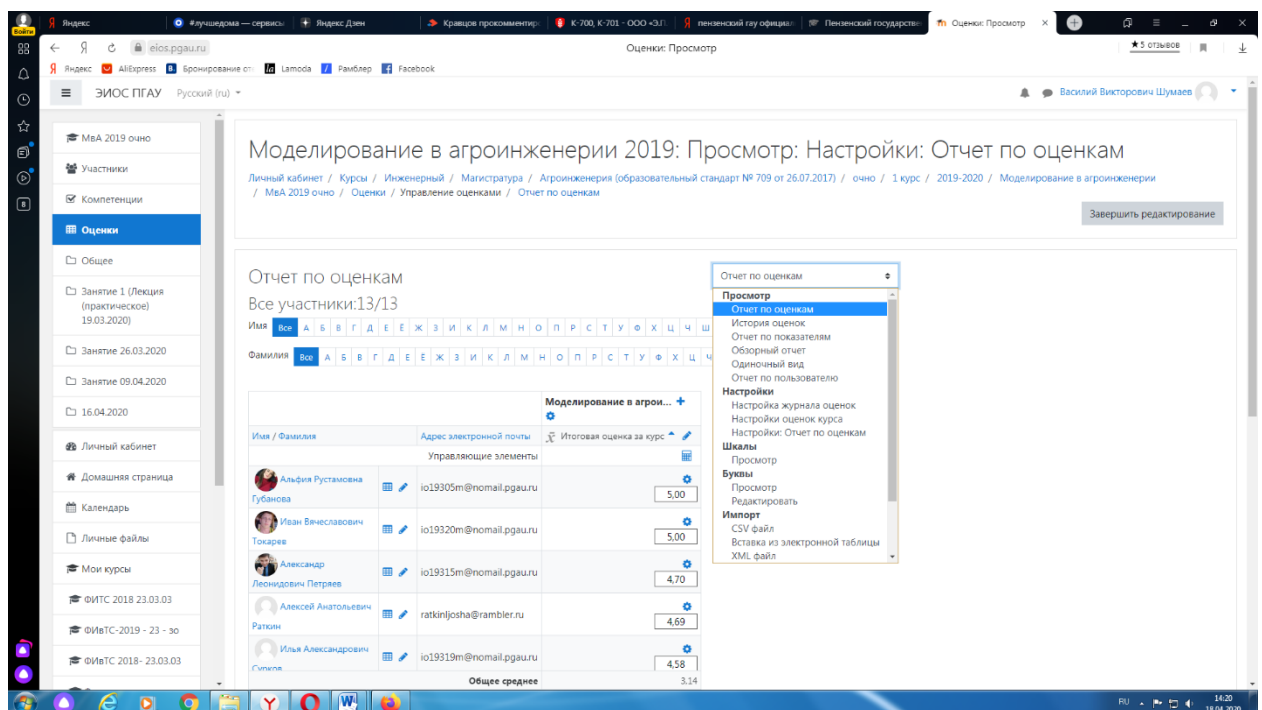 Яндекс
#лучшедома — сервисы
Яндекс Дзен
Кравцов прокомментир
К-700, К-701 - ООО «ЗП
пензенский гау официал
Пензенский государстве
Оценки: Просмотр
Войти
eios.pgau.ru
Оценки: Просмотр
★5 отзывов
Яндекс
AliExpress
Бронирование от
Lamoda
Рамблер
Facebook
ЭИОС ПГАУ
Русский (ru)
Василий Викторович Шумаев
МвА 2019 очно
Участники
Компетенции
Оценки
Общее
Занятие 1 (Лекция
(практическое)
19.03.2020)
Занятие 26.03.2020
Занятие 09.04.2020
16.04.2020
Личный кабинет
Домашняя страница
Календарь
Личные файлы
Мои курсы
ФИТС 2018 23.03.03
ФИвТС-2019 - 23 - зо
ФИвТС 2018- 23.03.03
Моделирование в агроинженерии 2019: Просмотр: Настройки: Отчет по оценкам
Личный кабинет / Курсы / Инженерный / Магистратура / Агроинженерия (образовательный стандарт № 709 от 26.07.2017) / очно / 1 курс / 2019-2020 / Моделирование в агроинженерии
/ МвА 2019 очно / Оценки / Управление оценками / Отчет по оценкам
Завершить редактирование
Отчет по оценкам
Все участники:13/13
Имя Все А Б В Г Д Е Ё Ж З И К Л М Н О П Р С Т У Ф Х Ц Ч Ш
Фамилия Все А Б В Г Д Е Ё Ж З И К Л М Н О П Р С Т У Ф Х Ц Ч
Моделирование в агрои...
Имя / Фамилия
Адрес электронной почты
Итоговая оценка за курс
Управляющие элементы
Альфия Рустамовна
Губанова
io19305m@nomail.pgau.ru
5,00
Иван Вячеславович
Токарев
io19320m@nomail.pgau.ru
5,00
Александр
Леонидович Петряев
io19315m@nomail.pgau.ru
4,70
Алексей Анатольевич
Раткин
ratkinljosha@rambler.ru
4,69
Илья Александрович
Сурков
io19319m@nomail.pgau.ru
4,58
Общее среднее
3,14
Отчет по оценкам
Просмотр
Отчет по оценкам
История оценок
Отчет по показателям
Обзорный отчет
Одиночный вид
Отчет по пользователю
Настройки
Настройка журнала оценок
Настройки оценок курса
Настройки: Отчет по оценкам
Шкалы
Просмотр
Буквы
Просмотр
Редактировать
Импорт
CSV файл
Вставка из электронной таблицы
XML файл
RU
14:20
18.04.2020